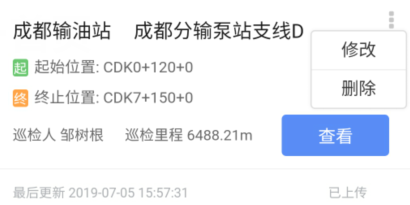 成都输油站 成都分输泵站支线D
修改
起 起始位置: CDK0+120+0
删除
终 终止位置: CDK7+150+0
巡检人 邹树根 巡检里程 6488.21m 查看
最后更新 2019-07-05 15:57:31 已上传